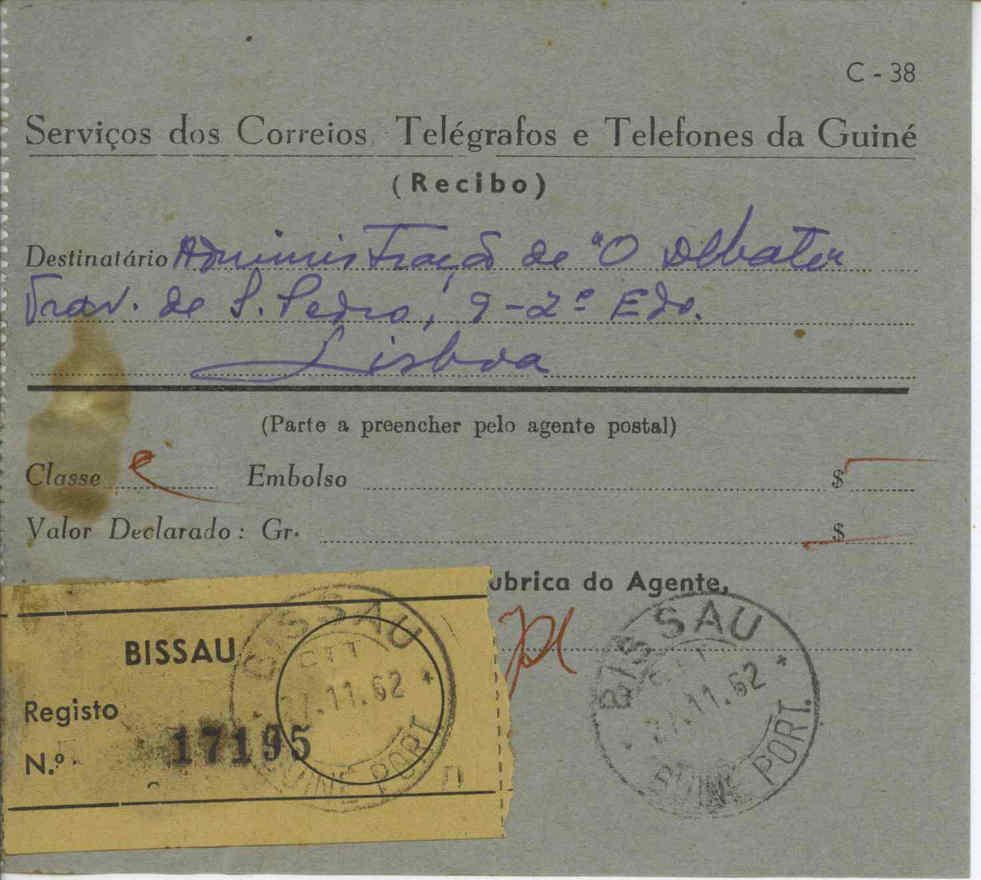 C - 38
Serviços dos Correios, Telégrafos e Telefones da Guiné
(Recibo)
Destinatário Administração de "O Debate"
Trav. de S. Pedro, 9-2º Edo.
Lisboa
(Parte a preencher pelo agente postal)
Classe Embolso $
Valor Declarado: Gr. $
ubrica do Agente,
BISSAU
Registo
N.º 17195
BISSAU
CTT
.11.62
GUINÉ PORT.
BISSAU
CTT
.11.62
GUINÉ PORT.